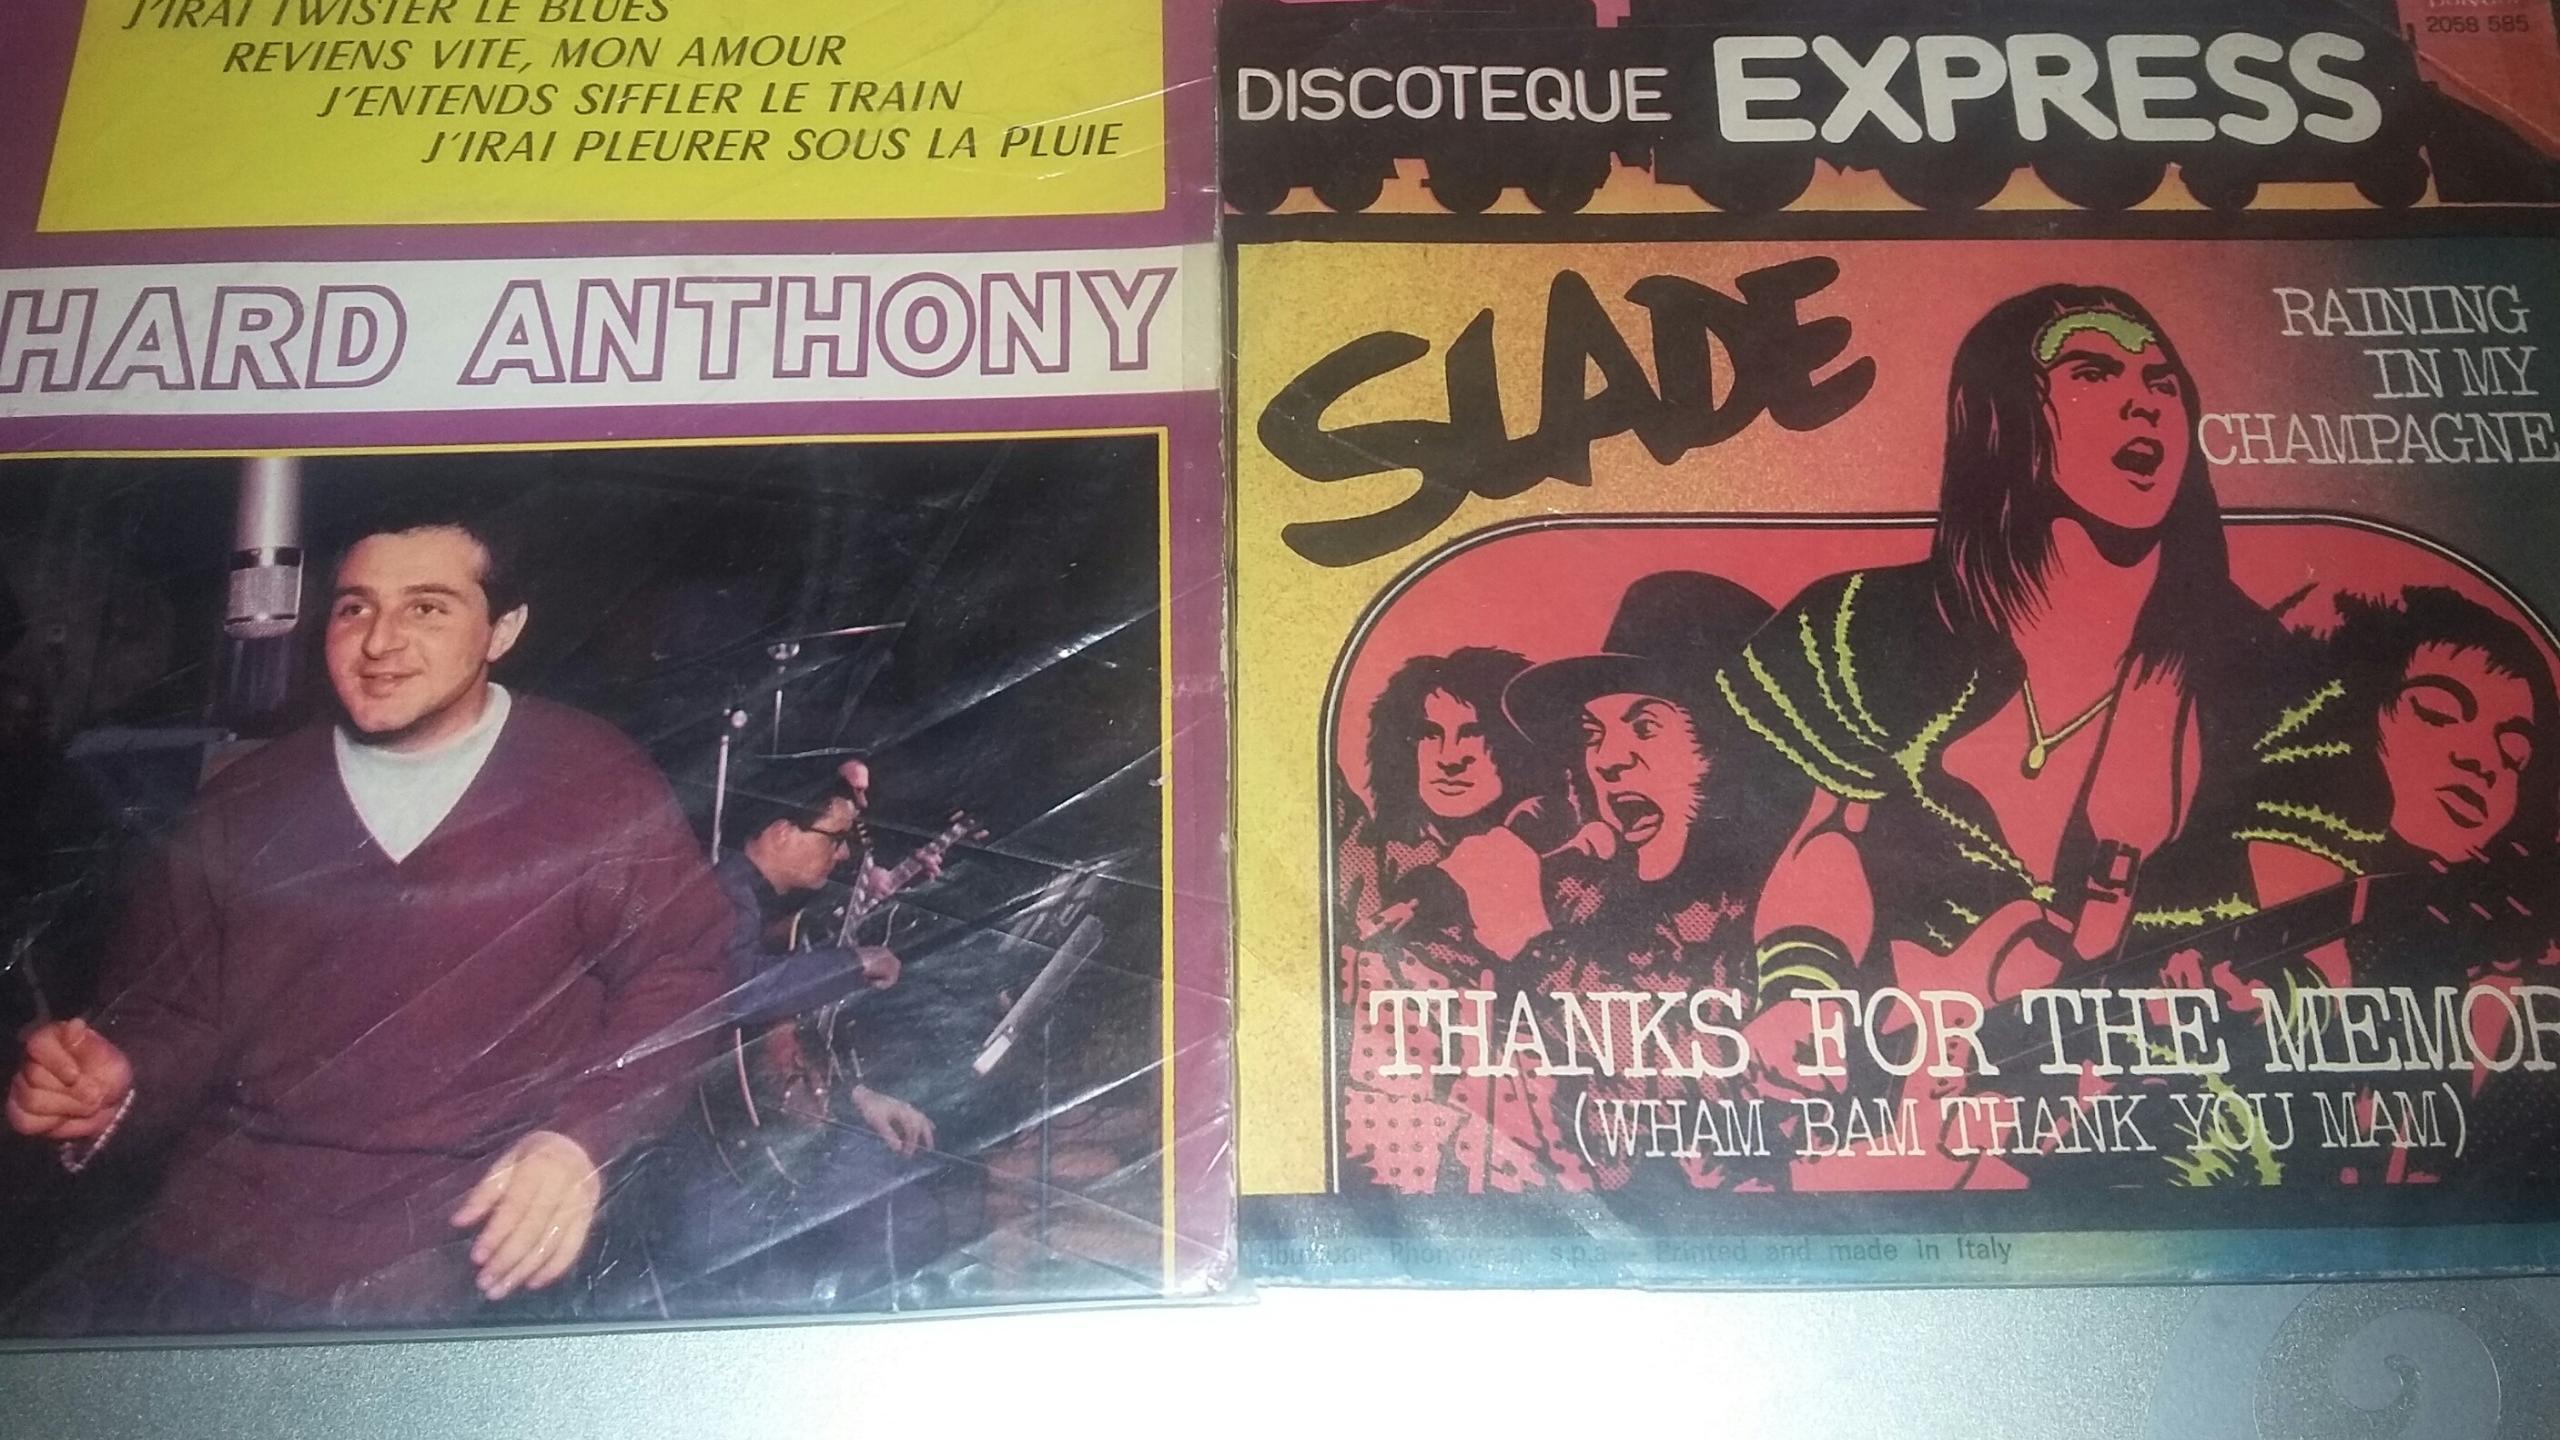 J'IRAI TWISTER LE BLUES
REVIENS VITE, MON AMOUR
J'ENTENDS SIFFLER LE TRAIN
J'IRAI PLEURER SOUS LA PLUIE
HARD ANTHONY
2058 585
DISCOTEQUE EXPRESS
SLADE
RAINING
IN MY
CHAMPAGNE
THANKS FOR THE MEMOR
(WHAM BAM THANK YOU MAM)
Phonogram s.p.a. - Printed and made in Italy